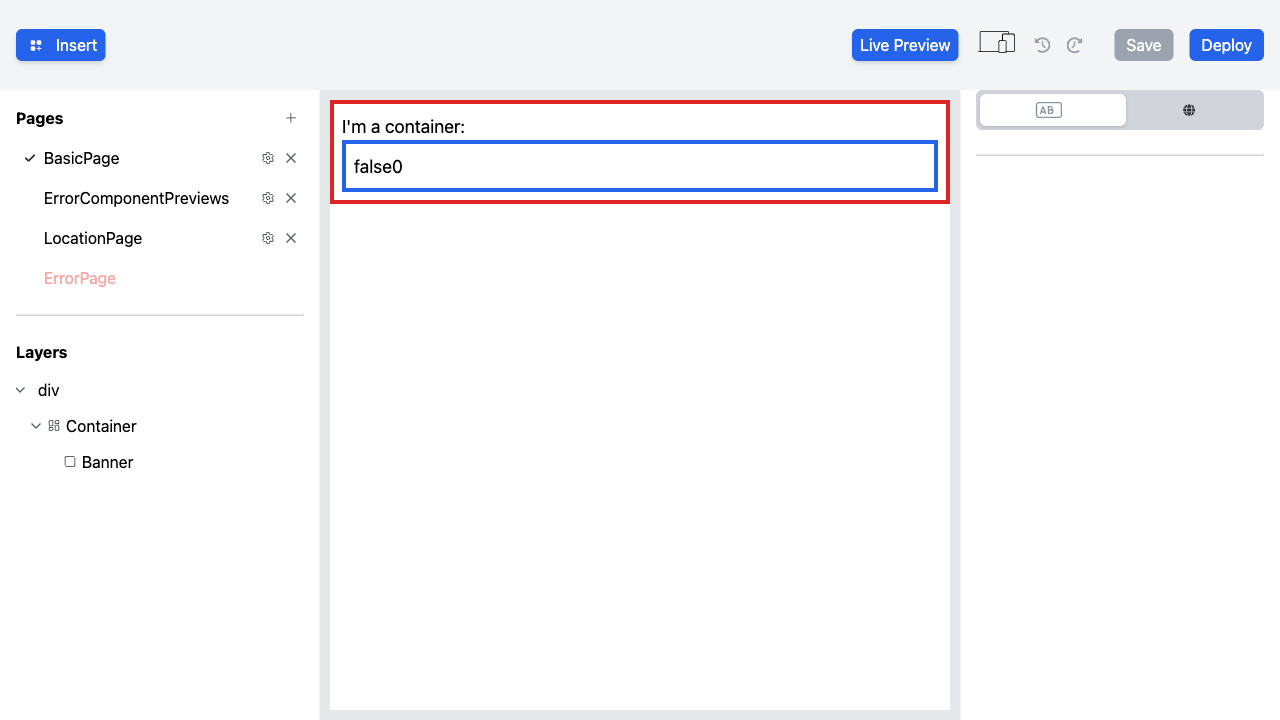 Insert
Live Preview
Save
Deploy
Pages
BasicPage
ErrorComponentPreviews
LocationPage
ErrorPage
Layers
div
Container
Banner
I'm a container:
false0
AB